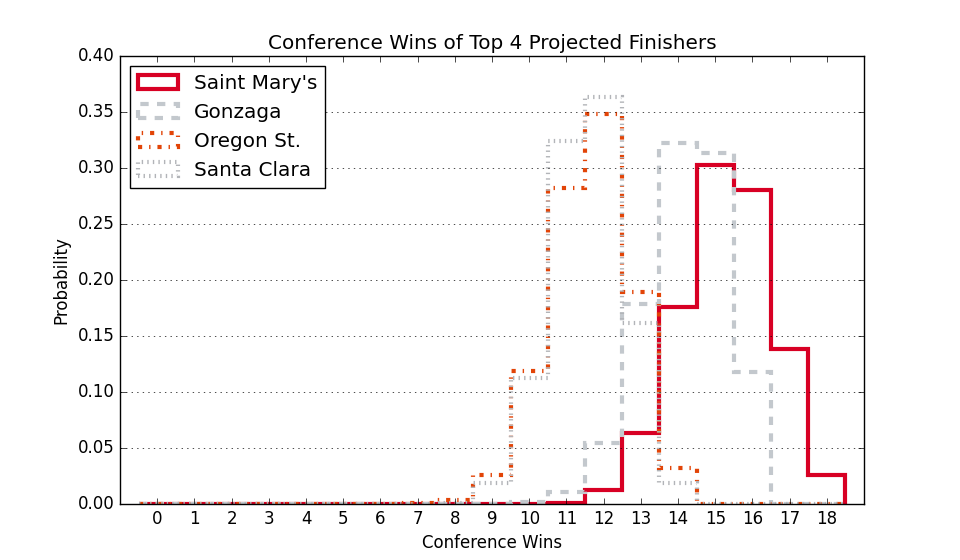 Conference Wins of Top 4 Projected Finishers
0.40
0.35
0.30
0.25
0.20
0.15
0.10
0.05
0.00
Probability
Saint Mary's
Gonzaga
Oregon St.
Santa Clara
0 1 2 3 4 5 6 7 8 9 10 11 12 13 14 15 16 17 18
Conference Wins